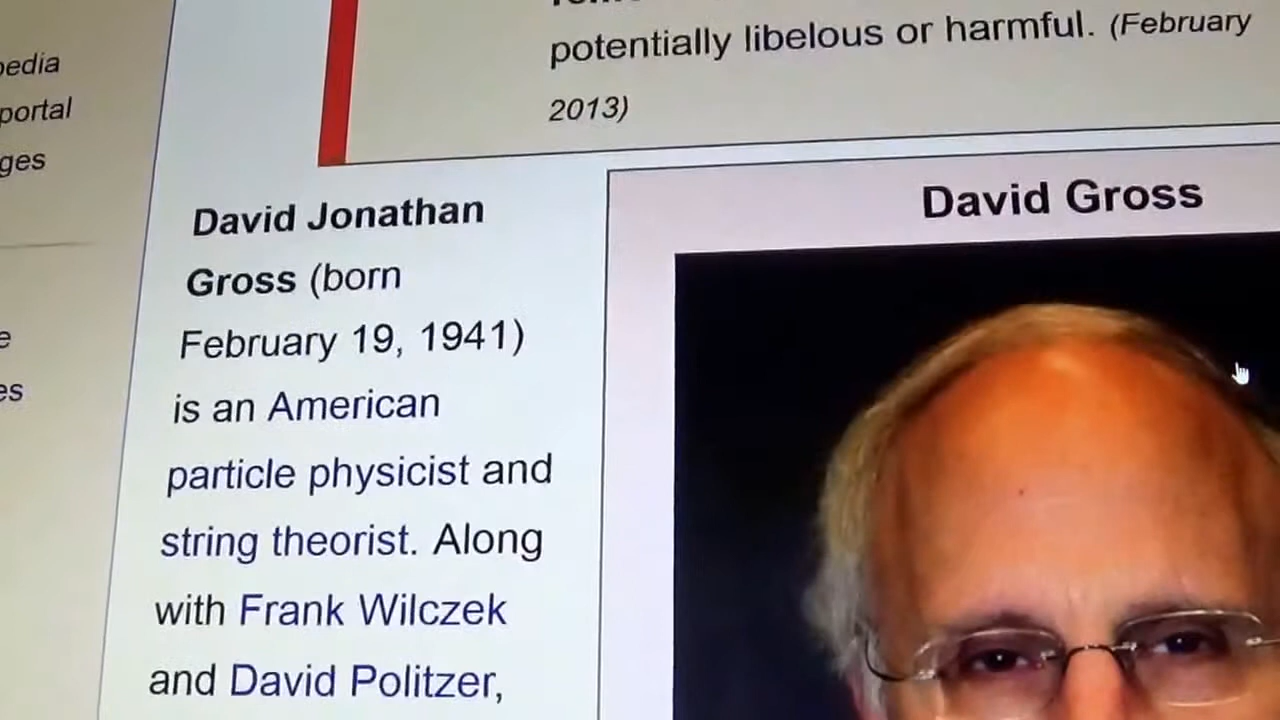 potentially libelous or harmful. (February
2013)
pedia
portal
ges
David Gross
David Jonathan
Gross (born
February 19, 1941)
is an American
particle physicist and
string theorist. Along
with Frank Wilczek
and David Politzer,
e
es